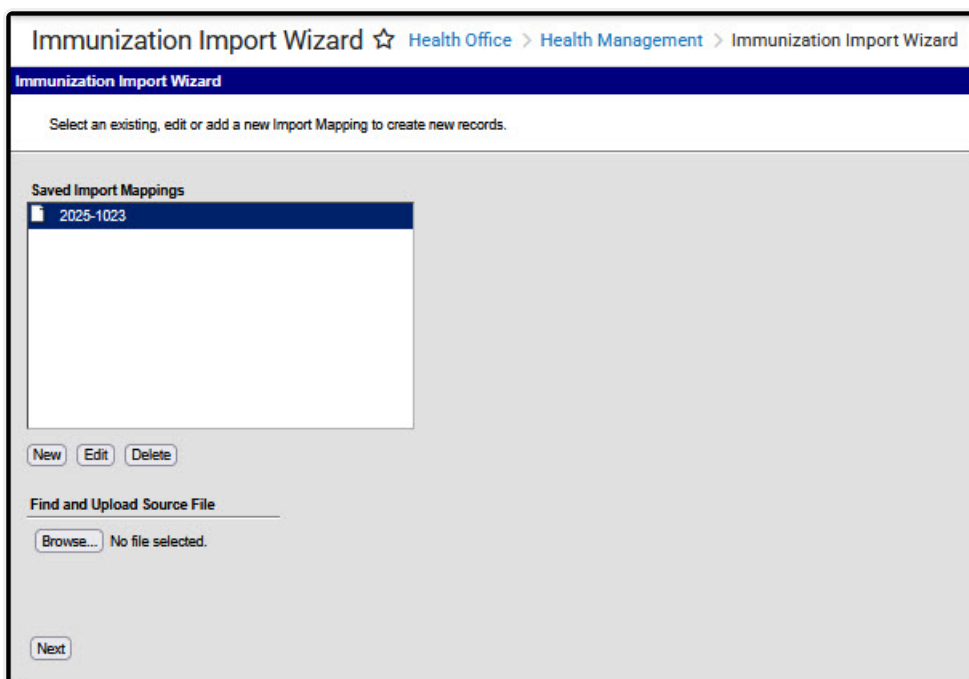 Immunization Import Wizard ☆ Health Office > Health Management > Immunization Import Wizard
Immunization Import Wizard
Select an existing, edit or add a new Import Mapping to create new records.
Saved Import Mappings
2025-1023
New Edit Delete
Find and Upload Source File
Browse... No file selected.
Next